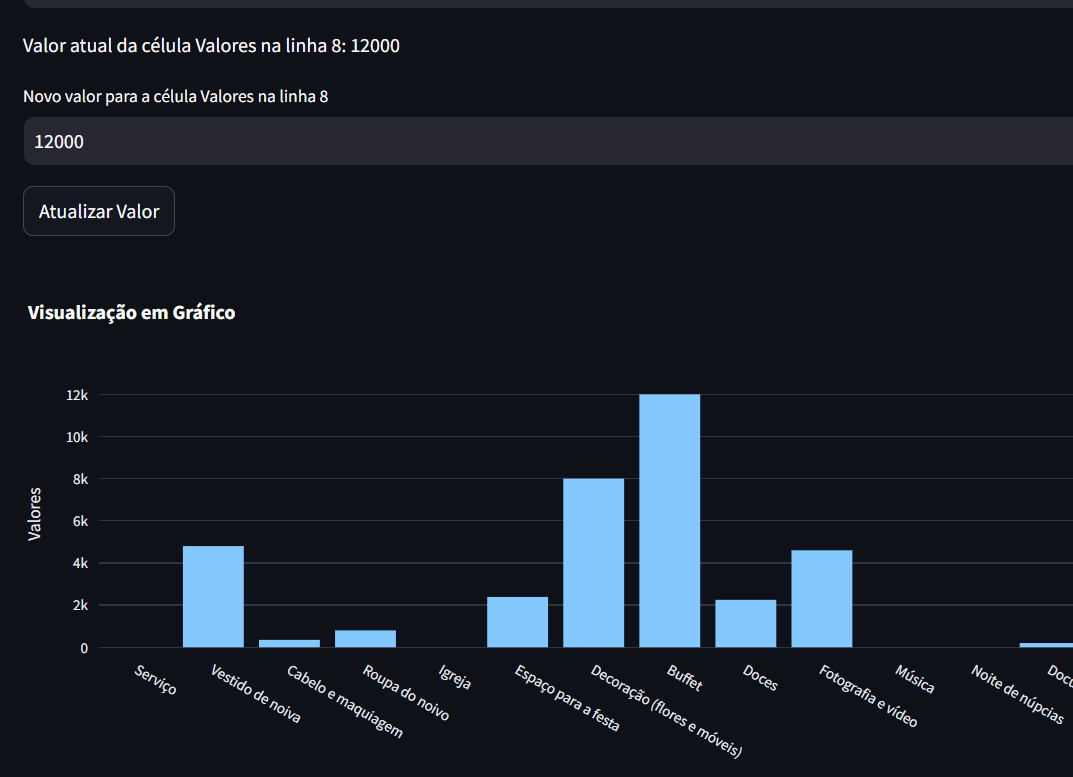 Valor atual da célula Valores na linha 8: 12000
Novo valor para a célula Valores na linha 8
12000
Atualizar Valor
Visualização em Gráfico
Valores
12k
10k
8k
6k
4k
2k
0
Serviço
Vestido de noiva
Cabelo e maquiagem
Roupa do noivo
Igreja
Espaço para a festa
Decoração (flores e móveis)
Buffet
Doces
Fotografia e vídeo
Música
Noite de núpcias